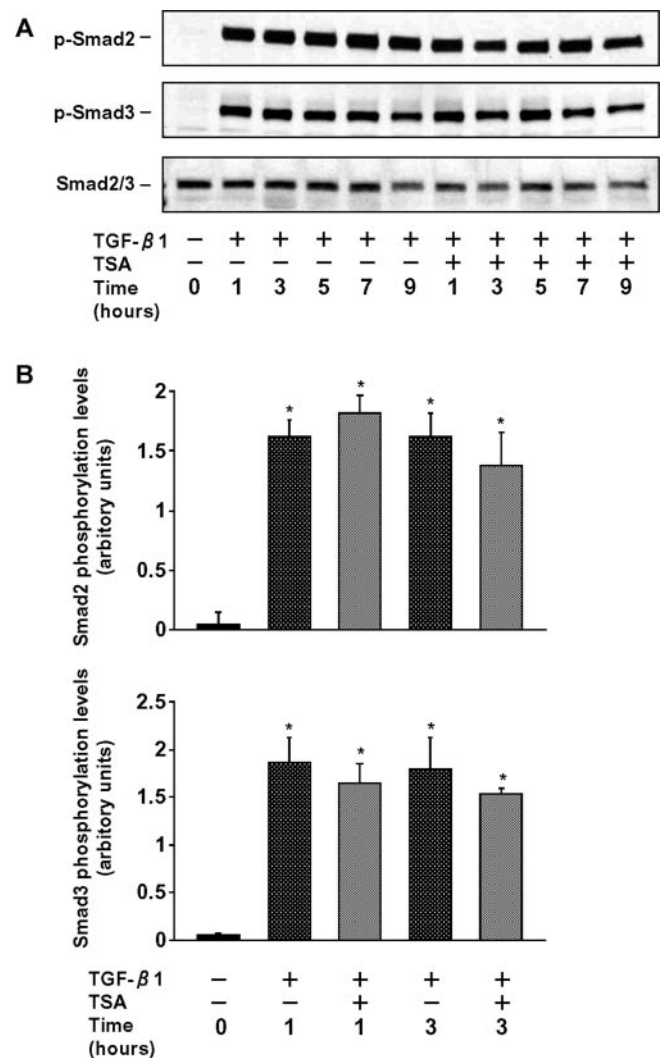 A
p-Smad2 –
p-Smad3 –
Smad2/3 –
TGF-β1 – + + + + + + + + + +
TSA – – – – – – + + + + +
Time 0 1 3 5 7 9 1 3 5 7 9
(hours)
B
Smad2 phosphorylation levels
(arbitory units)
2
1.5
1
0.5
0
* * * *
Smad3 phosphorylation levels
(arbitory units)
2.5
2
1.5
1
0.5
0
* * * *
TGF-β1 – + + + +
TSA – – + – +
Time 0 1 1 3 3
(hours)